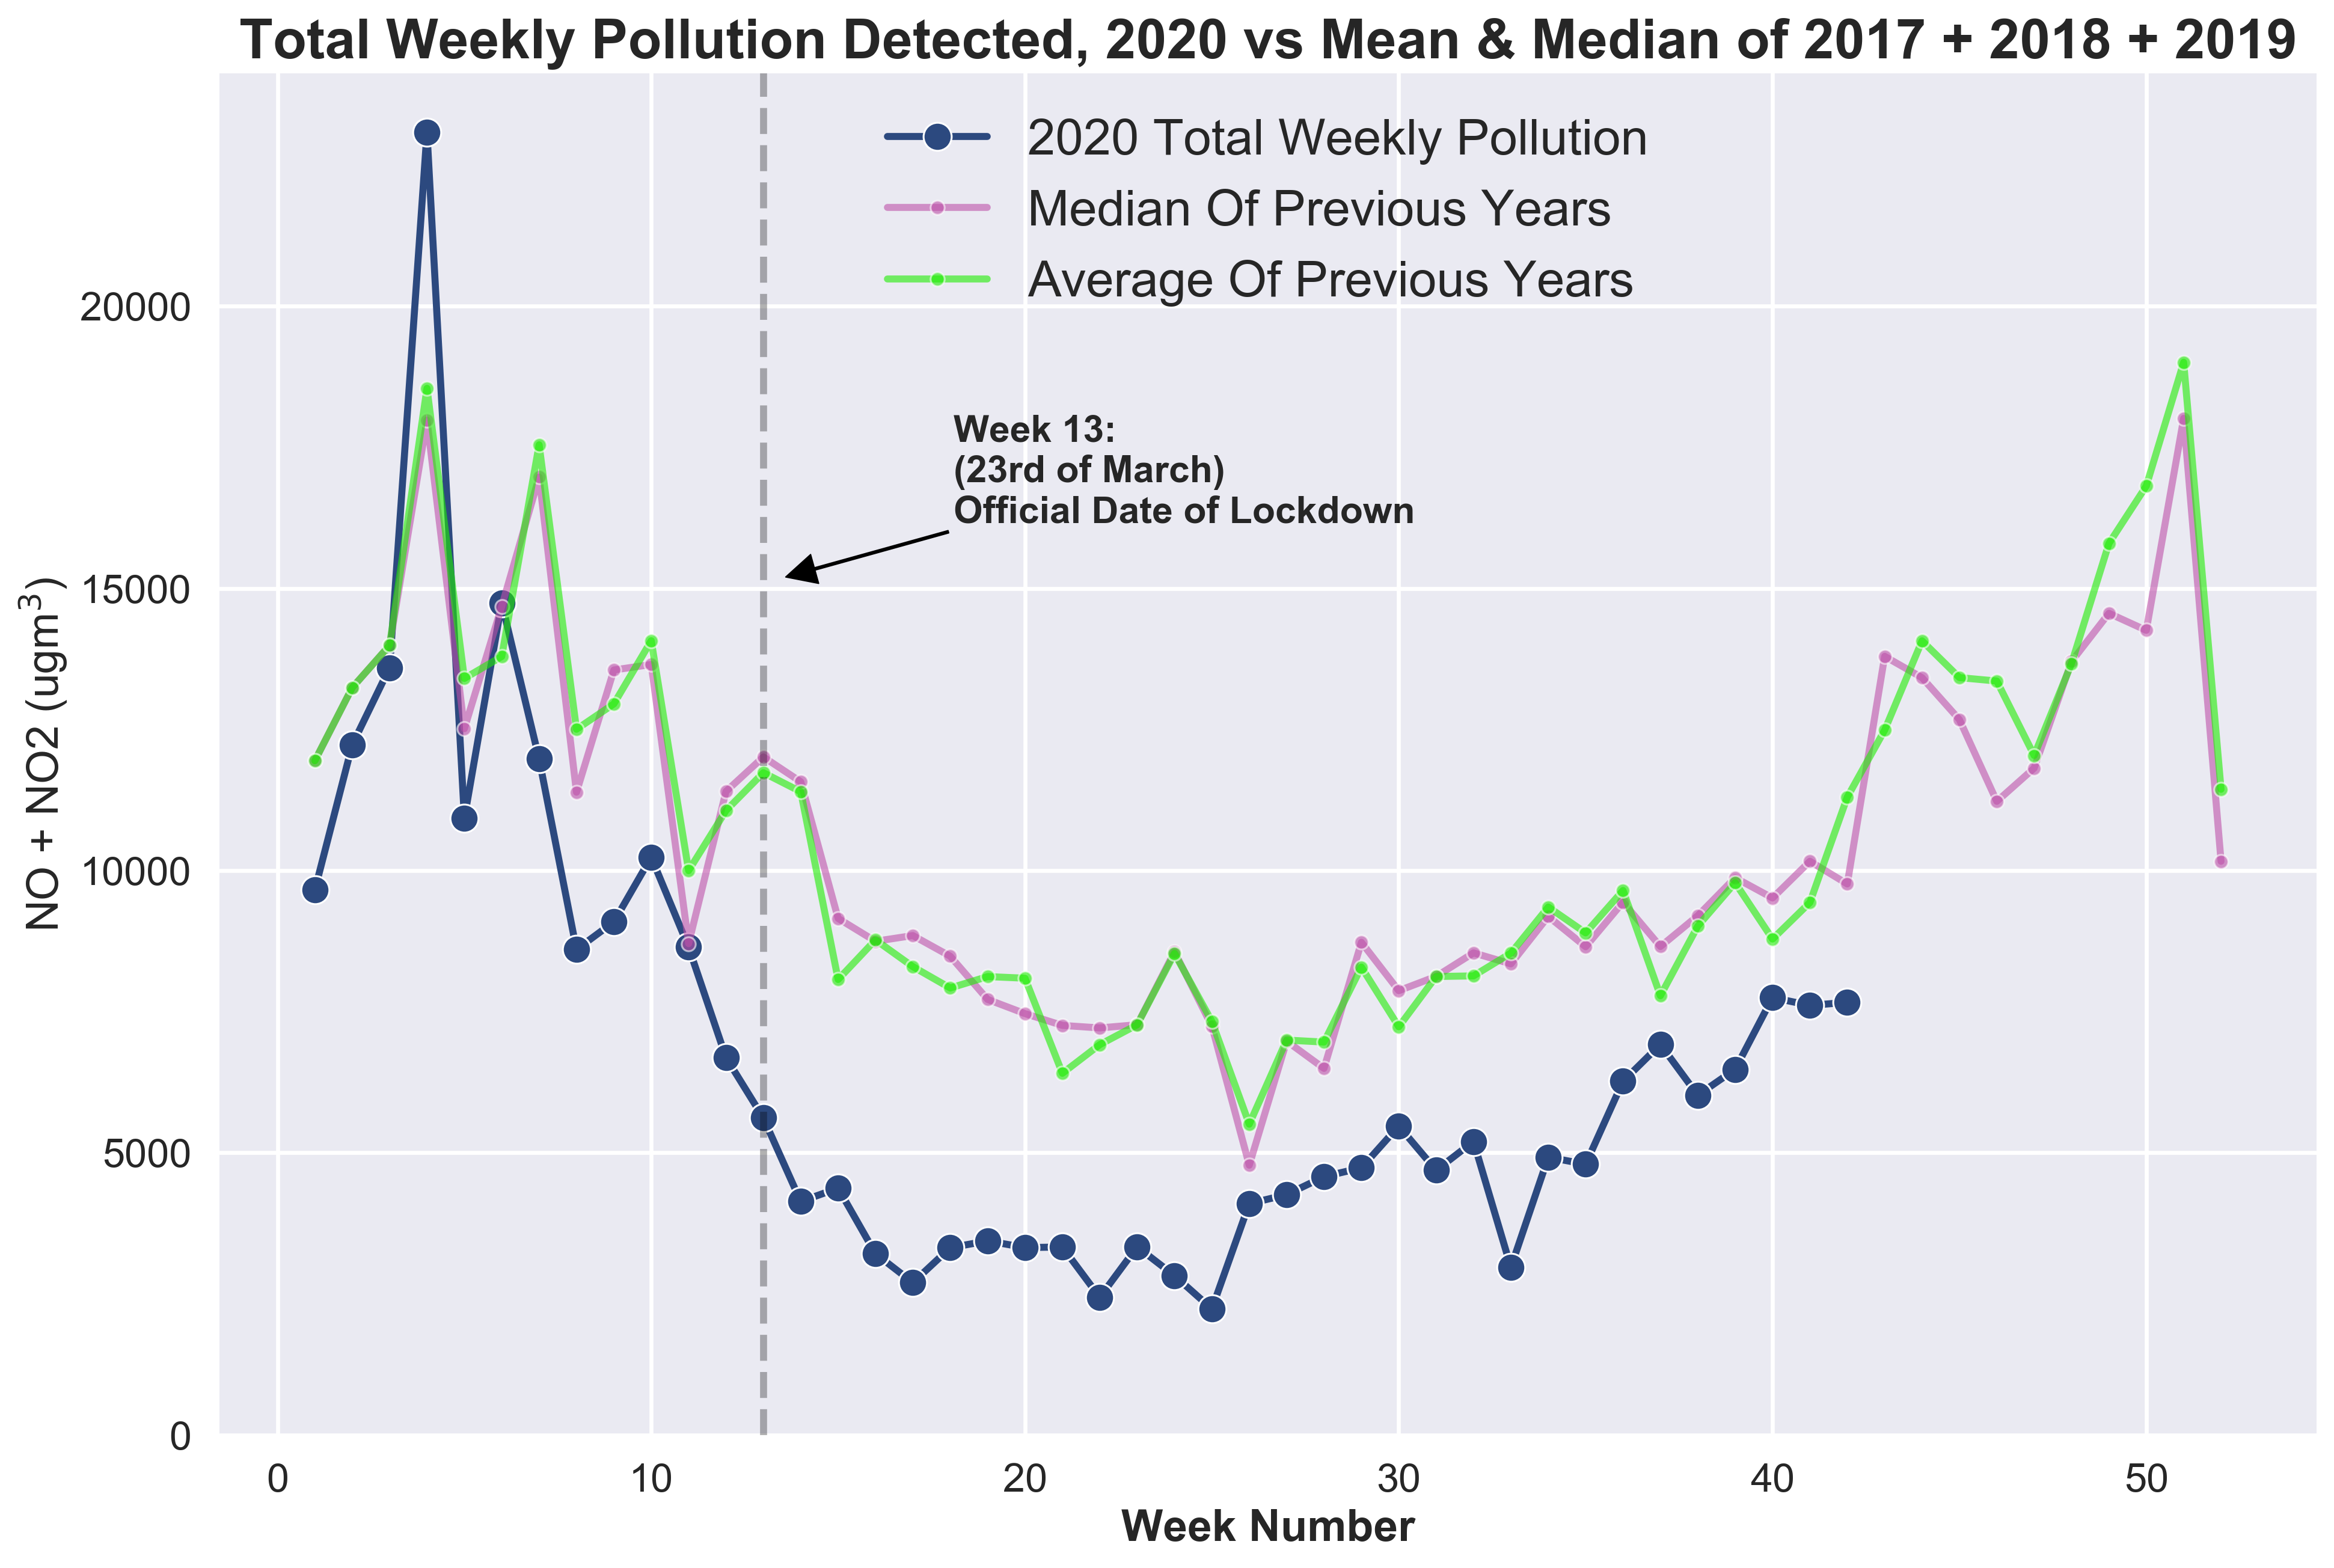 Total Weekly Pollution Detected, 2020 vs Mean & Median of 2017 + 2018 + 2019
2020 Total Weekly Pollution
Median Of Previous Years
Average Of Previous Years
Week 13:
(23rd of March)
Official Date of Lockdown
NO + NO2 (ugm³)
20000
15000
10000
5000
0
0 10 20 30 40 50
Week Number